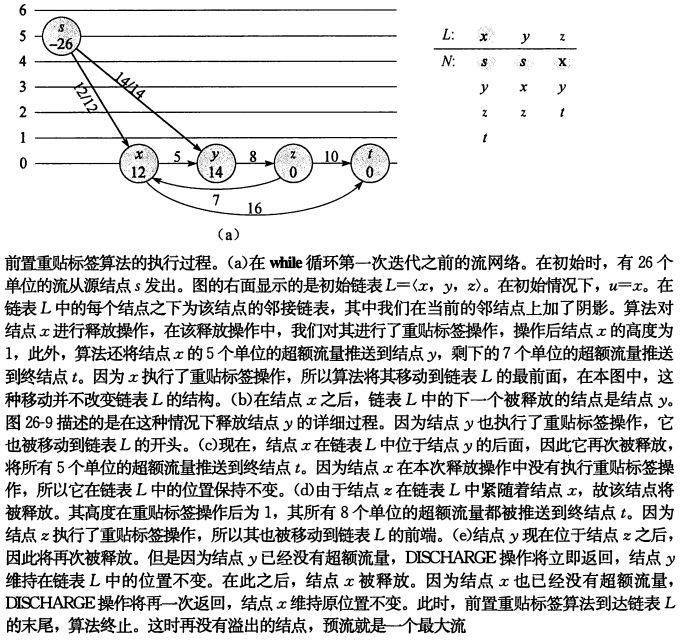 6
5
4
3
2
1
0
s
-26
12/12
14/14
x
12
5
y
14
8
z
0
10
t
0
7
16
L: x y z
N: s s x
y x y
z z t
t
(a)
前置重贴标签算法的执行过程。(a)在 while 循环第一次迭代之前的流网络。在初始时，有 26 个
单位的流从源结点 s 发出。图的右面显示的是初始链表 L=⟨x, y, z⟩。在初始情况下，u=x。在
链表 L 中的每个结点之下为该结点的邻接链表，其中我们在当前的邻结点上加了阴影。算法对
结点 x 进行释放操作，在该释放操作中，我们对其进行了重贴标签操作，操作后结点 x 的高度为
1，此外，算法还将结点 x 的 5 个单位的超额流量推送到结点 y，剩下的 7 个单位的超额流量推送
到终结点 t。因为 x 执行了重贴标签操作，所以算法将其移动到链表 L 的最前面，在本图中，这
种移动并不改变链表 L 的结构。(b)在结点 x 之后，链表 L 中的下一个被释放的结点是结点 y。
图 26-9 描述的是在这种情况下释放结点 y 的详细过程。因为结点 y 也执行了重贴标签操作，它
也被移动到链表 L 的开头。(c)现在，结点 x 在链表 L 中位于结点 y 的后面，因此它再次被释放，
将所有 5 个单位的超额流量推送到终结点 t。因为结点 x 在本次释放操作中没有执行重贴标签操
作，所以它在链表 L 中的位置保持不变。(d)由于结点 z 在链表 L 中紧随着结点 x，故该结点将
被释放。其高度在重贴标签操作后为 1，其所有 8 个单位的超额流量都被推送到终结点 t。因为
结点 z 执行了重贴标签操作，所以其也被移动到链表 L 的前端。(e)结点 y 现在位于结点 z 之后，
因此将再次被释放。但是因为结点 y 已经没有超额流量，DISCHARGE 操作将立即返回，结点 y
维持在链表 L 中的位置不变。在此之后，结点 x 被释放。因为结点 x 也已经没有超额流量，
DISCHARGE 操作将再一次返回，结点 x 维持原位置不变。此时，前置重贴标签算法到达链表 L
的末尾，算法终止。这时再没有溢出的结点，预流就是一个最大流